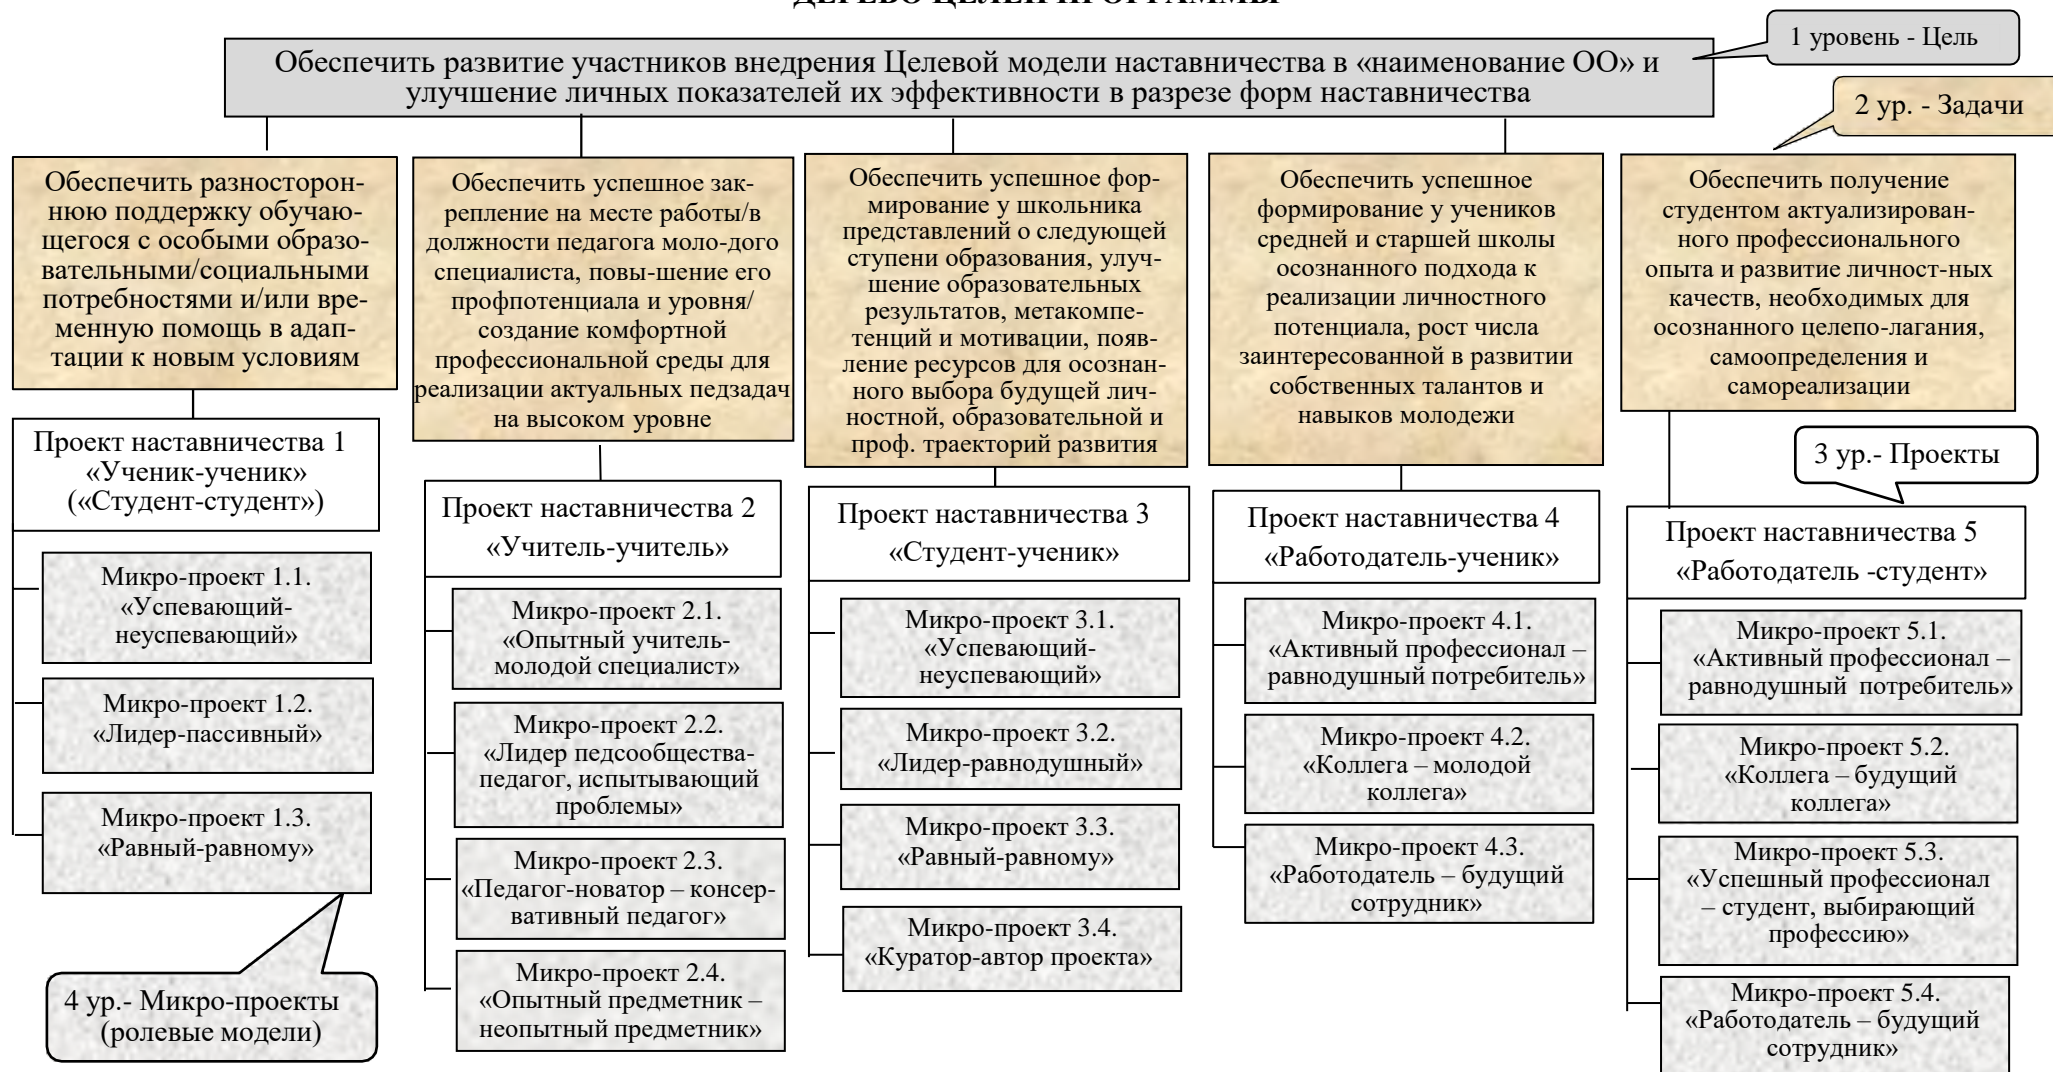 ДЕРЕВО ЦЕЛЕЙ ПРОГРАММЫ
1 уровень - Цель
Обеспечить развитие участников внедрения Целевой модели наставничества в «наименование ОО» и
улучшение личных показателей их эффективности в разрезе форм наставничества
2 ур. - Задачи
Обеспечить разносторон-
нюю поддержку обучаю-
щегося с особыми образо-
вательными/социальными
потребностями и/или вре-
менную помощь в адап-
тации к новым условиям
Обеспечить успешное зак-
репление на месте работы/в
должности педагога моло-дого
специалиста, повы-шение его
профпотенциала и уровня/
создание комфортной
профессиональной среды для
реализации актуальных педзадач
на высоком уровне
Обеспечить успешное фор-
мирование у школьника
представлений о следующей
ступени образования, улуч-
шение образовательных
результатов, метакомпе-
тенций и мотивации, появ-
ление ресурсов для осознан-
ного выбора будущей лич-
ностной, образовательной и
проф. траекторий развития
Обеспечить успешное
формирование у учеников
средней и старшей школы
осознанного подхода к
реализации личностного
потенциала, рост числа
заинтересованной в развитии
собственных талантов и
навыков молодежи
Обеспечить получение
студентом актуализирован-
ного профессионального
опыта и развитие личност-ных
качеств, необходимых для
осознанного целепо-лагания,
самоопределения и
самореализации
3 ур.- Проекты
Проект наставничества 1
«Ученик-ученик»
(«Студент-студент»)
Микро-проект 1.1.
«Успевающий-
неуспевающий»
Микро-проект 1.2.
«Лидер-пассивный»
Микро-проект 1.3.
«Равный-равному»
4 ур.- Микро-проекты
(ролевые модели)
Проект наставничества 2
«Учитель-учитель»
Микро-проект 2.1.
«Опытный учитель-
молодой специалист»
Микро-проект 2.2.
«Лидер педсообщества-
педагог, испытывающий
проблемы»
Микро-проект 2.3.
«Педагог-новатор – консер-
вативный педагог»
Микро-проект 2.4.
«Опытный предметник –
неопытный предметник»
Проект наставничества 3
«Студент-ученик»
Микро-проект 3.1.
«Успевающий-
неуспевающий»
Микро-проект 3.2.
«Лидер-равнодушный»
Микро-проект 3.3.
«Равный-равному»
Микро-проект 3.4.
«Куратор-автор проекта»
Проект наставничества 4
«Работодатель-ученик»
Микро-проект 4.1.
«Активный профессионал –
равнодушный потребитель»
Микро-проект 4.2.
«Коллега – молодой
коллега»
Микро-проект 4.3.
«Работодатель – будущий
сотрудник»
Проект наставничества 5
«Работодатель -студент»
Микро-проект 5.1.
«Активный профессионал –
равнодушный потребитель»
Микро-проект 5.2.
«Коллега – будущий
коллега»
Микро-проект 5.3.
«Успешный профессионал
– студент, выбирающий
профессию»
Микро-проект 5.4.
«Работодатель – будущий
сотрудник»